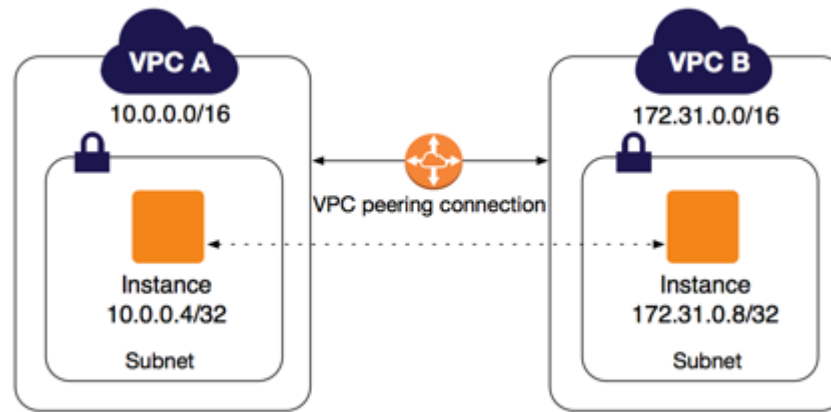 VPC A
10.0.0.0/16
Instance
10.0.0.4/32
Subnet
VPC peering connection
VPC B
172.31.0.0/16
Instance
172.31.0.8/32
Subnet